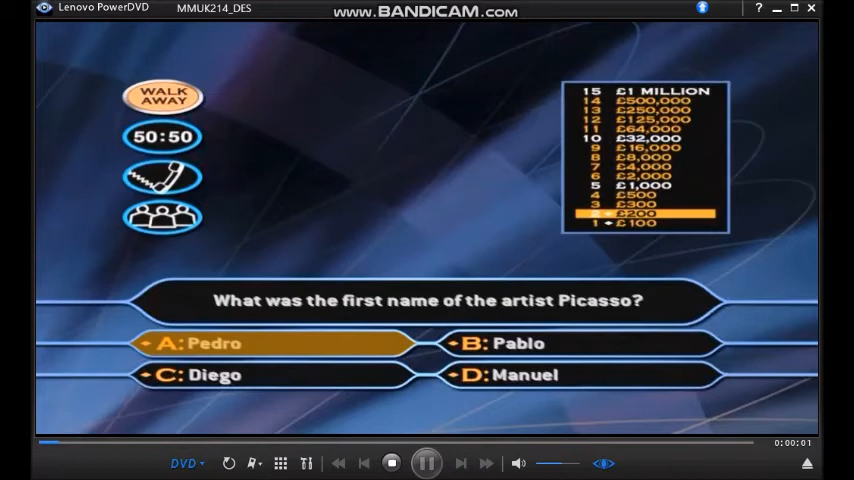 Lenovo PowerDVD
MMUK214_DES
www.BANDICAM.com
WALK AWAY
50:50
15 £1 MILLION
14 £500,000
13 £250,000
12 £125,000
11 £64,000
10 £32,000
9 £16,000
8 £8,000
7 £4,000
6 £2,000
5 £1,000
4 £500
3 £300
2 £200
1 £100
What was the first name of the artist Picasso?
A: Pedro
B: Pablo
C: Diego
D: Manuel
0:00:01
DVD